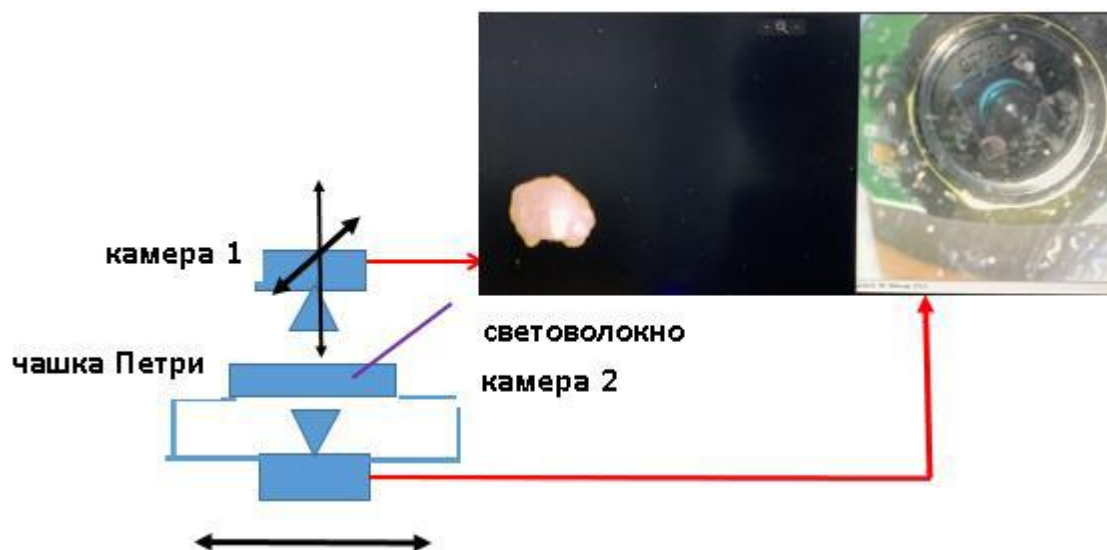 камера 1
световолокно
чашка Петри
камера 2